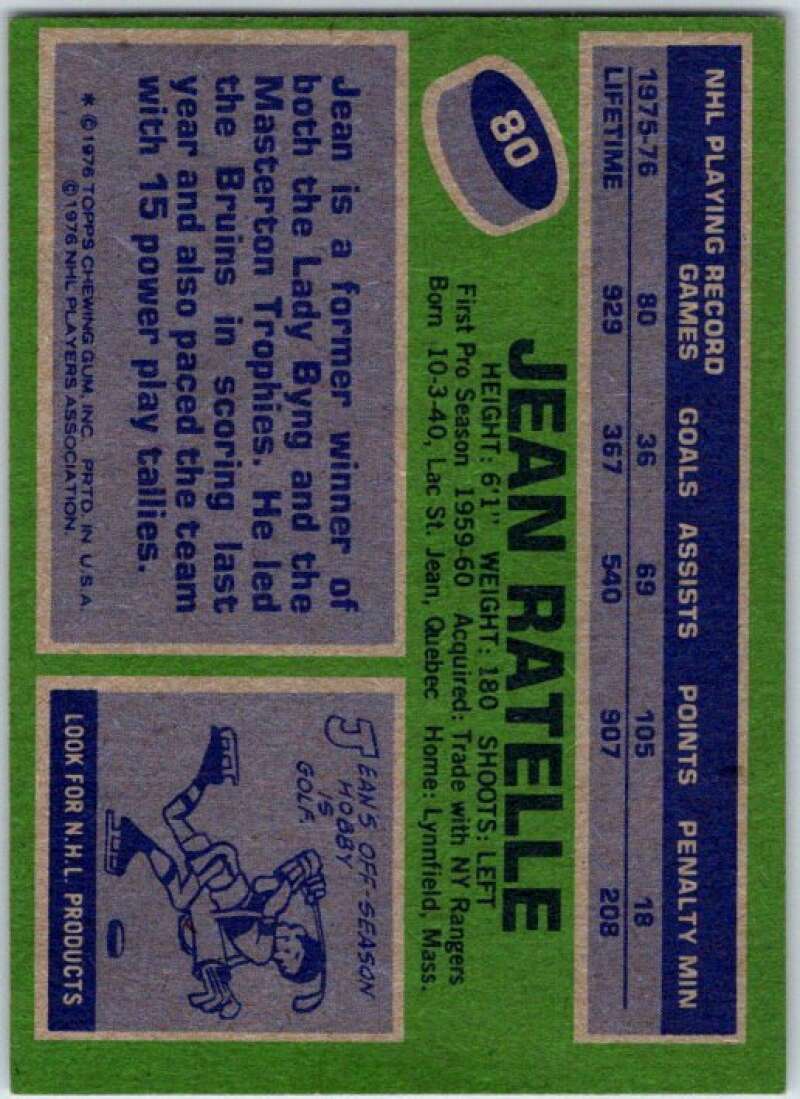 NHL PLAYING RECORD
GAMES GOALS ASSISTS POINTS PENALTY MIN
1975-76 80 36 69 105 18
LIFETIME 929 367 540 907 208
80
JEAN RATELLE
HEIGHT: 6'1" WEIGHT: 180 SHOOTS: LEFT
First Pro Season 1959-60 Acquired: Trade with NY Rangers
Born 10-3-40, Lac St. Jean, Quebec Home: Lynnfield, Mass.
Jean is a former winner of
both the Lady Byng and the
Masterton Trophies. He led
the Bruins in scoring last
year and also paced the team
with 15 power play tallies.
* © 1976 TOPPS CHEWING GUM, INC. PRTD. IN U.S.A.
© 1976 NHL PLAYERS ASSOCIATION.
JEAN'S OFF-SEASON
HOBBY
IS
GOLF.
LOOK FOR N.H.L. PRODUCTS